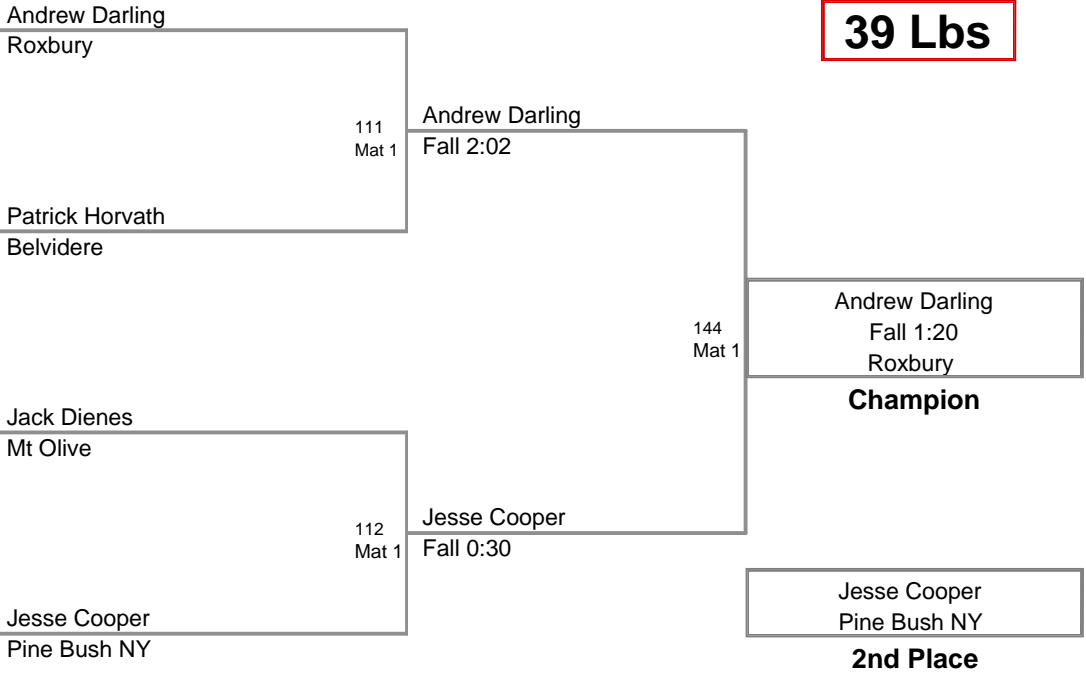 Andrew Darling
Roxbury
39 Lbs
111
Mat 1
Andrew Darling
Fall 2:02
Patrick Horvath
Belvidere
144
Mat 1
Andrew Darling
Fall 1:20
Roxbury
Champion
Jack Dienes
Mt Olive
112
Mat 1
Jesse Cooper
Fall 0:30
Jesse Cooper
Pine Bush NY
Jesse Cooper
Pine Bush NY
2nd Place